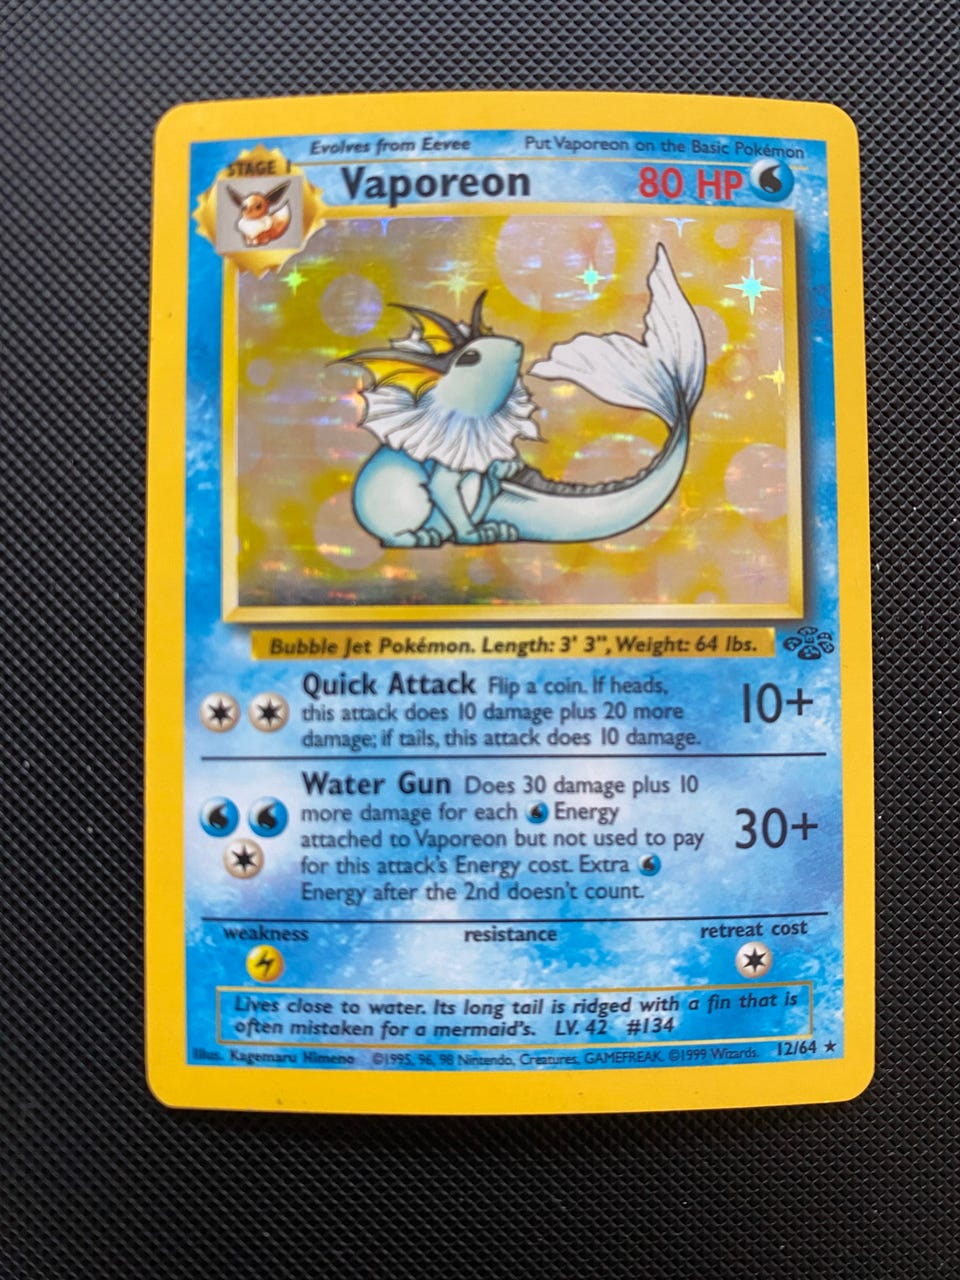 Evolves from Eevee Put Vaporeon on the Basic Pokémon
STAGE 1
Vaporeon 80 HP
Bubble Jet Pokémon. Length: 3' 3", Weight: 64 lbs.
Quick Attack Flip a coin. If heads,
this attack does 10 damage plus 20 more
damage; if tails, this attack does 10 damage.
10+
Water Gun Does 30 damage plus 10
more damage for each Energy
attached to Vaporeon but not used to pay
for this attack's Energy cost. Extra
Energy after the 2nd doesn't count.
30+
weakness resistance retreat cost
Lives close to water. Its long tail is ridged with a fin that is
often mistaken for a mermaid's. LV. 42 #134
Illus. Kagemaru Himeno ©1995, 96, 98 Nintendo, Creatures, GAMEFREAK. ©1999 Wizards. 12/64 ★